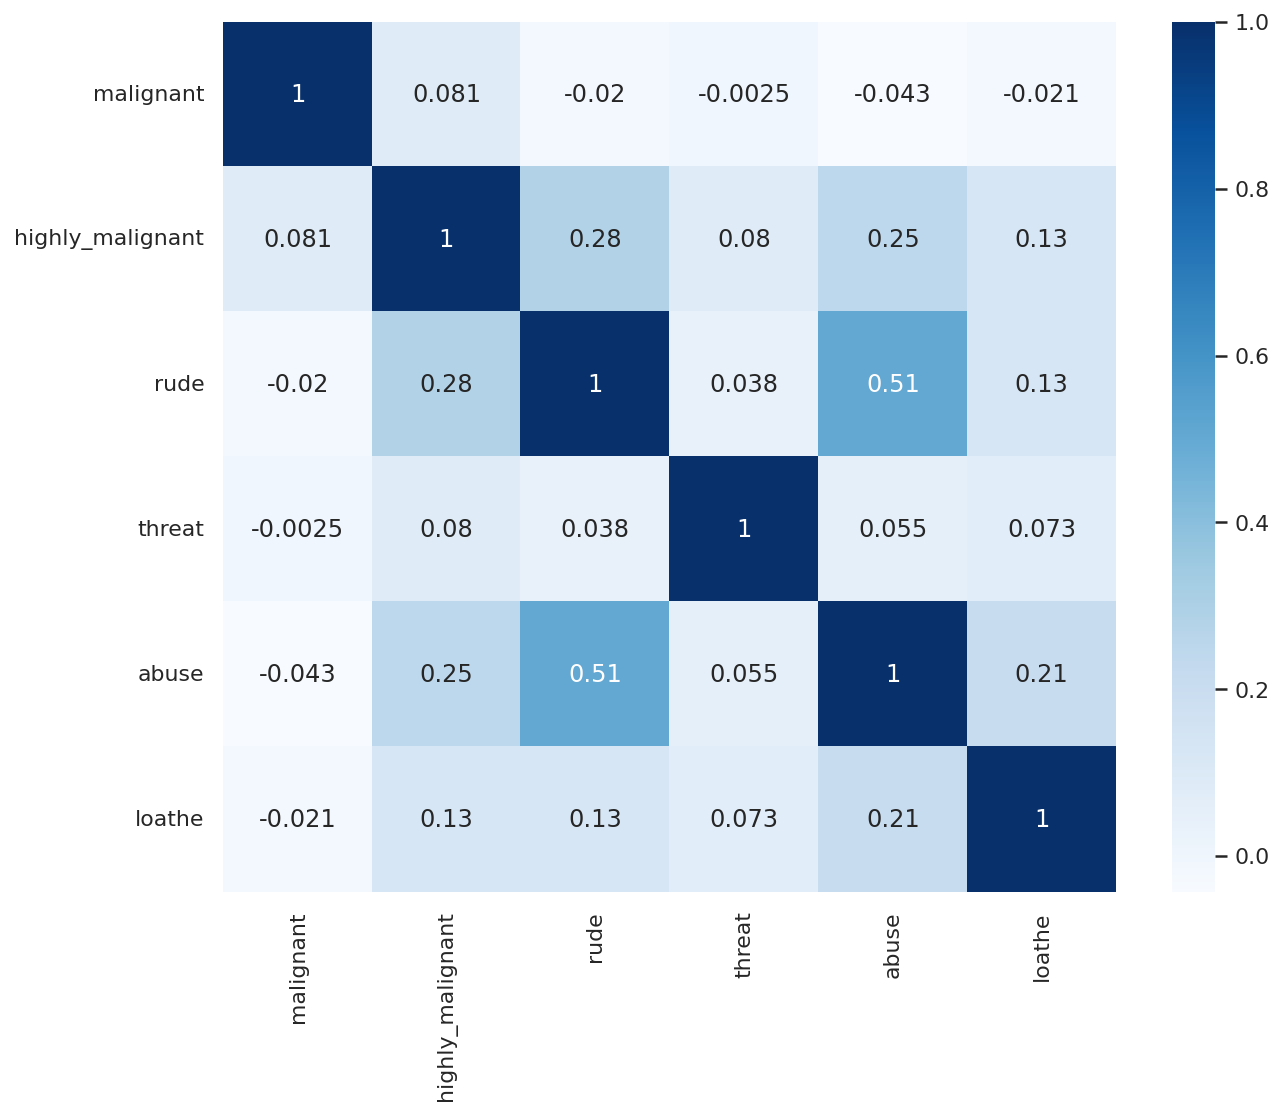 malignant 1 0.081 -0.02 -0.0025 -0.043 -0.021
highly_malignant 0.081 1 0.28 0.08 0.25 0.13
rude -0.02 0.28 1 0.038 0.51 0.13
threat -0.0025 0.08 0.038 1 0.055 0.073
abuse -0.043 0.25 0.51 0.055 1 0.21
loathe -0.021 0.13 0.13 0.073 0.21 1
malignant
highly_malignant
rude
threat
abuse
loathe
1.0
0.8
0.6
0.4
0.2
0.0